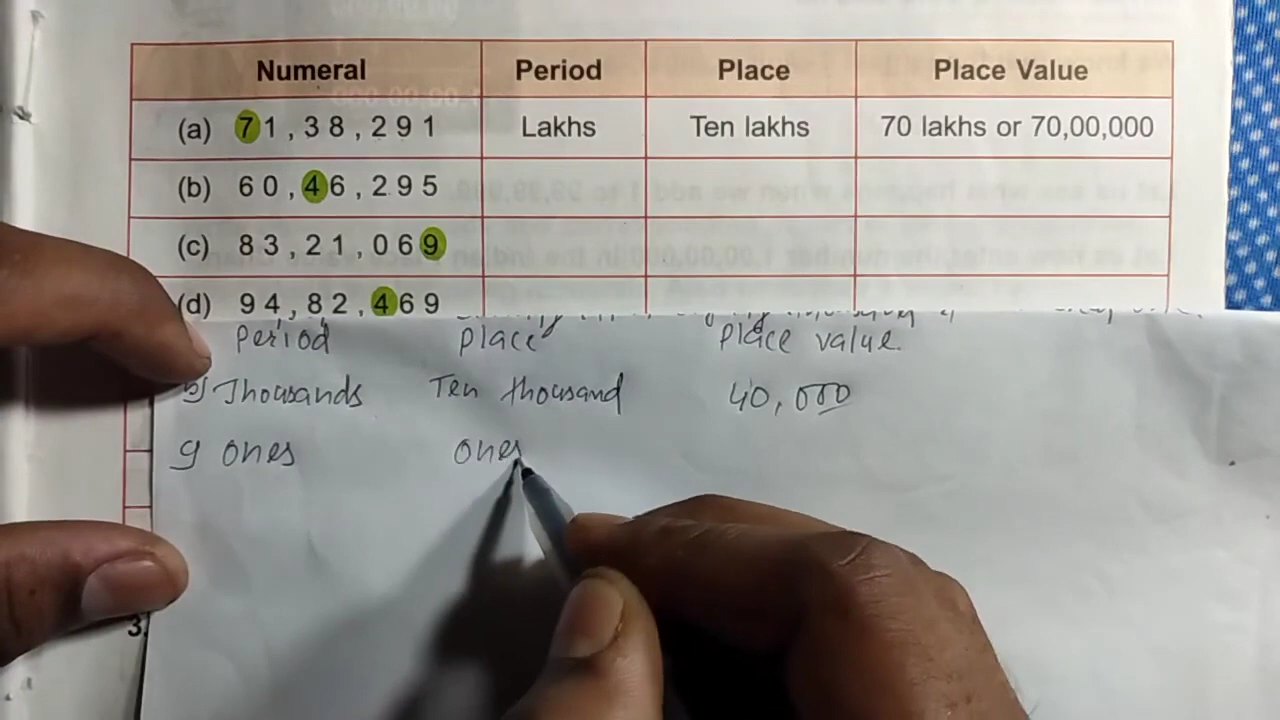 Numeral Period Place Place Value
(a) 71,38,291 Lakhs Ten lakhs 70 lakhs or 70,00,000
(b) 60,46,295
(c) 83,21,069
(d) 94,82,469
Period Place Place value.
b) Thousands Ten thousand 40,000
ones ones
3.